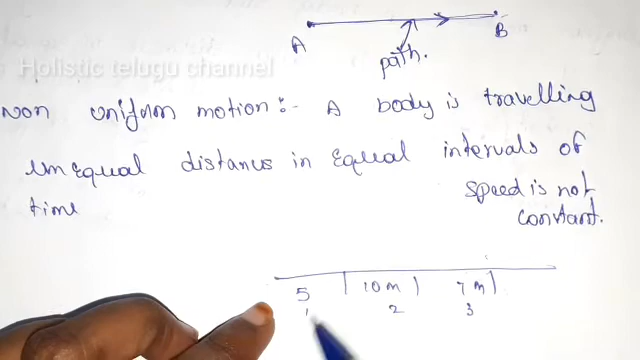 A B
path.
Holistic telugu channel
Non uniform motion:- A body is travelling
unequal distances in Equal intervals of
time speed is not
constant.
5 10 m 7 m
1 2 3